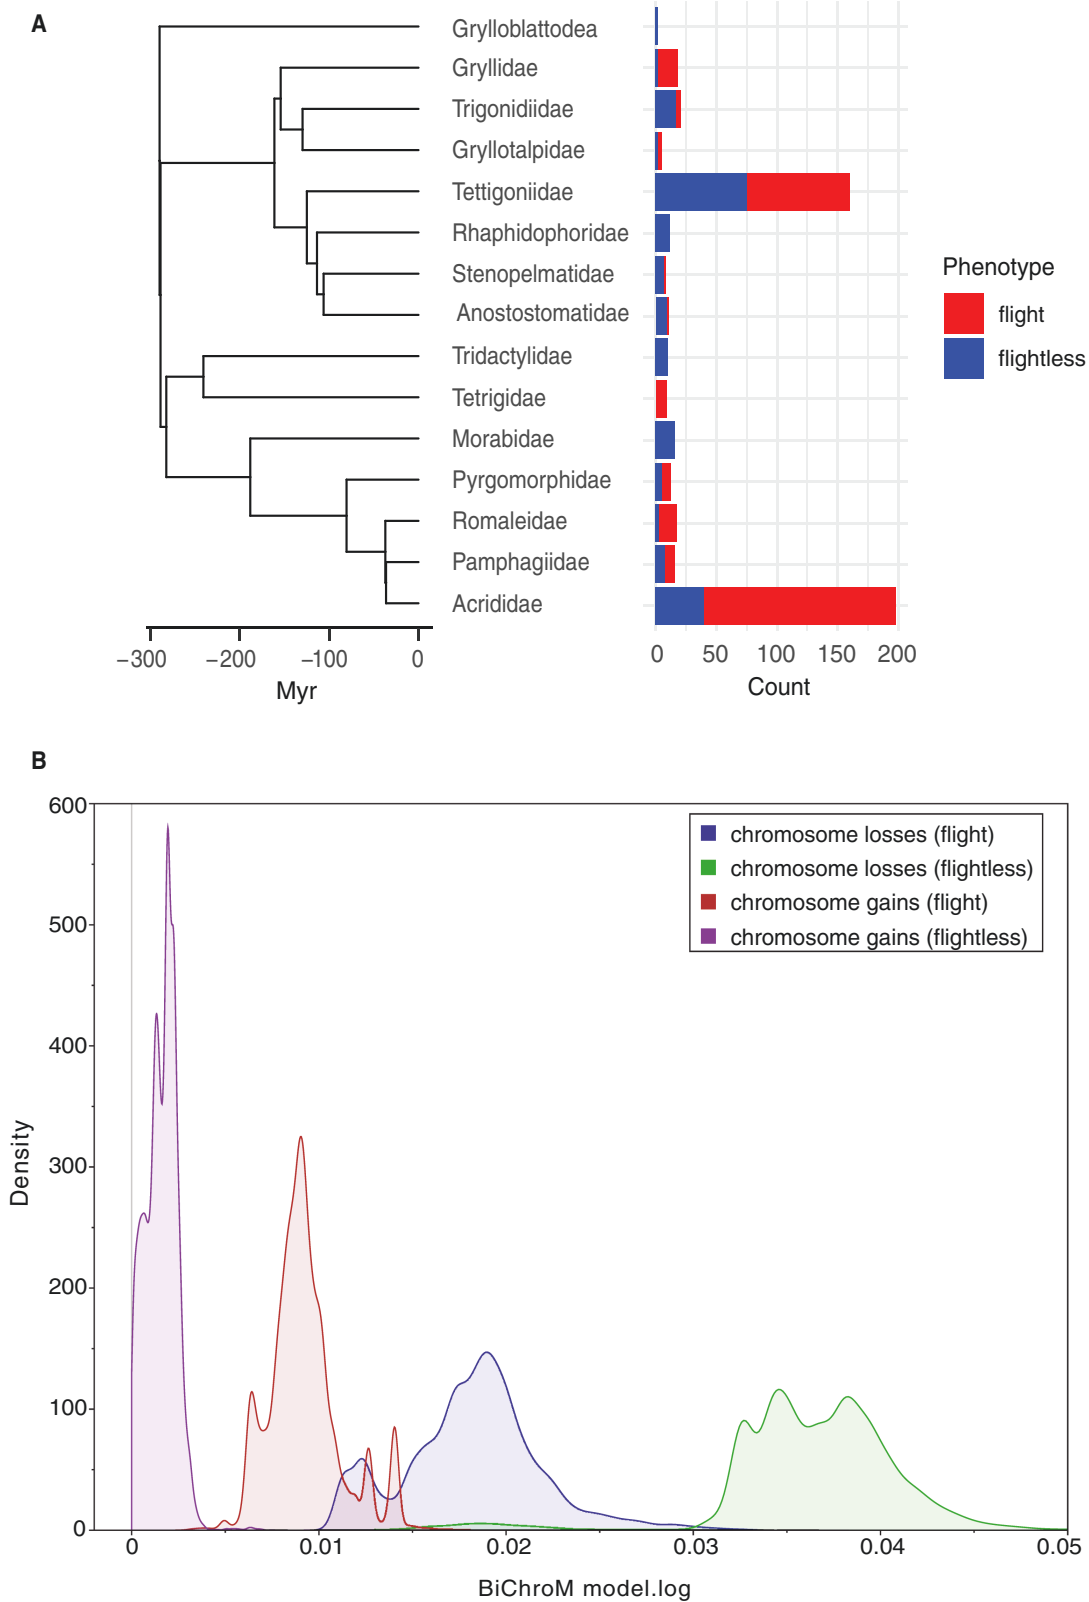 A
Grylloblattodea
Gryllidae
Trigonidiidae
Gryllotalpidae
Tettigoniidae
Rhaphidophoridae
Stenopelmatidae
Anostostomatidae
Tridactylidae
Tetrigidae
Morabidae
Pyrgomorphidae
Romaleidae
Pamphagiidae
Acrididae
−300 −200 −100 0
Myr
0 50 100 150 200
Count
Phenotype
flight
flightless
B
600
500
400
300
200
100
0
Density
chromosome losses (flight)
chromosome losses (flightless)
chromosome gains (flight)
chromosome gains (flightless)
0 0.01 0.02 0.03 0.04 0.05
BiChroM model.log